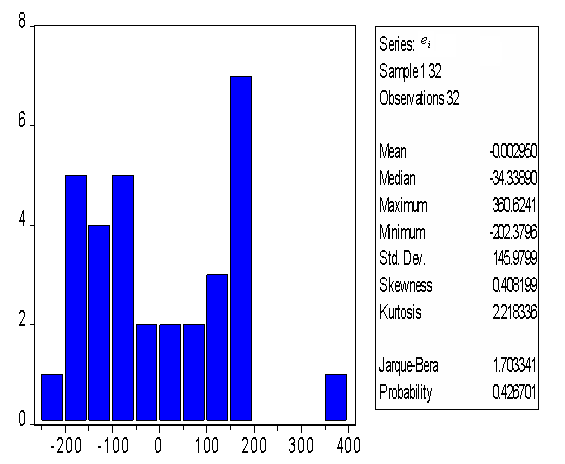 8
6
4
2
0
-200 -100 0 100 200 300 400
Series: eᵢ
Sample 1 32
Observations 32
Mean -0.002950
Median -34.33890
Maximum 360.6241
Minimum -202.3796
Std. Dev. 145.9799
Skewness 0.408199
Kurtosis 2.218336
Jarque-Bera 1.703341
Probability 0.426701